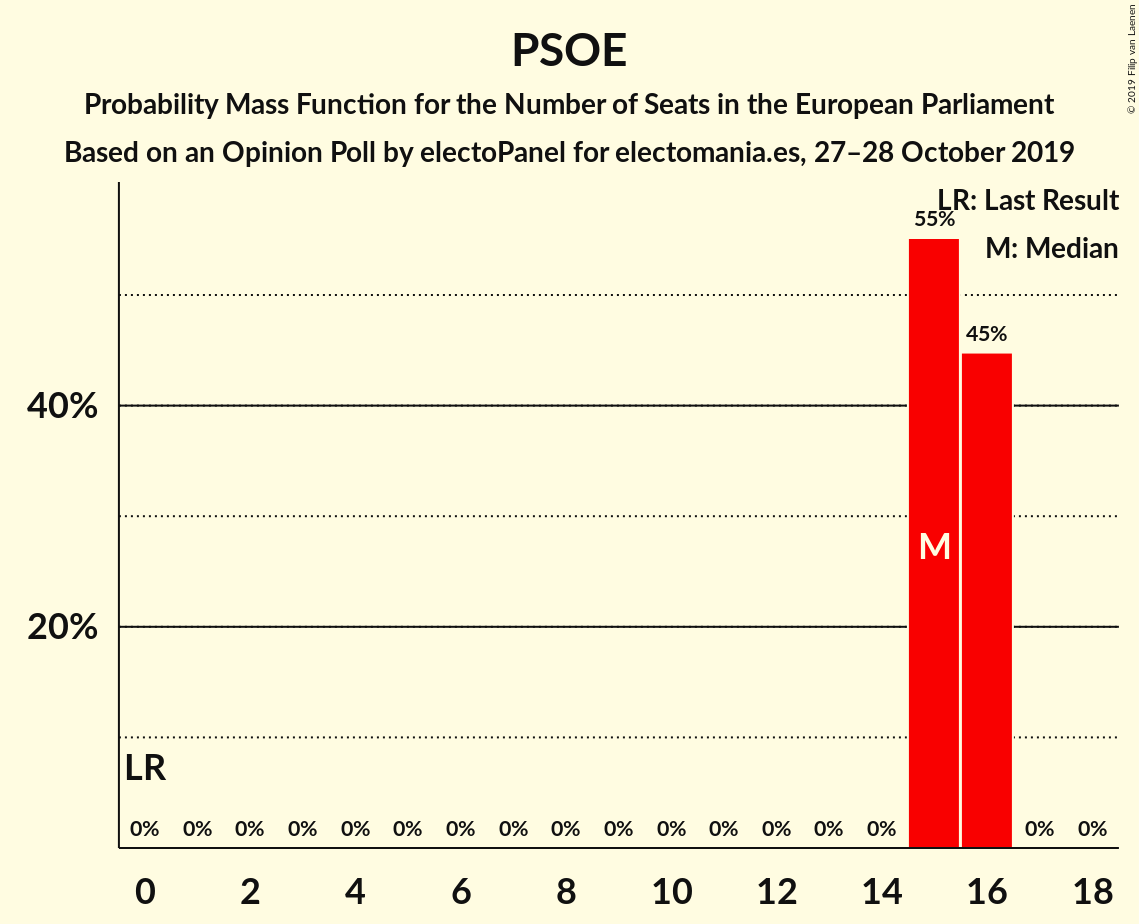 PSOE
Probability Mass Function for the Number of Seats in the European Parliament
Based on an Opinion Poll by electoPanel for electomania.es, 27–28 October 2019
© 2019 Filip van Laenen
LR: Last Result
M: Median
55%
45%
40%
20%
M
LR
0% 0% 0% 0% 0% 0% 0% 0% 0% 0% 0% 0% 0% 0% 0% 0% 0%
0 2 4 6 8 10 12 14 16 18